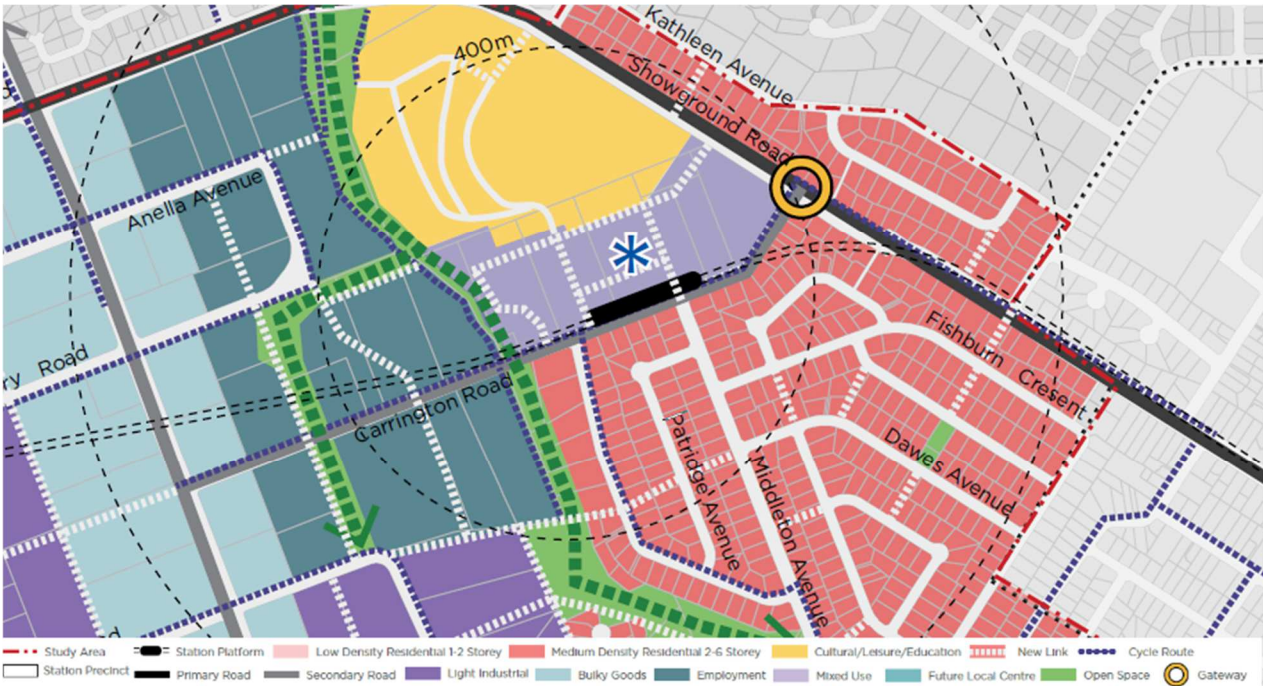 400m
Kathleen Avenue
Showground Road
Anella Avenue
ry Road
Carrington Road
Fishburn Cresent
Dawes Avenue
Patridge Avenue
Middleton Avenue
d
d
Study Area
Station Platform
Low Density Residential 1-2 Storey
Medium Density Residential 2-6 Storey
Cultural/Leisure/Education
New Link
Cycle Route
Station Precinct
Primary Road
Secondary Road
Light Industrial
Bulky Goods
Employment
Mixed Use
Future Local Centre
Open Space
Gateway